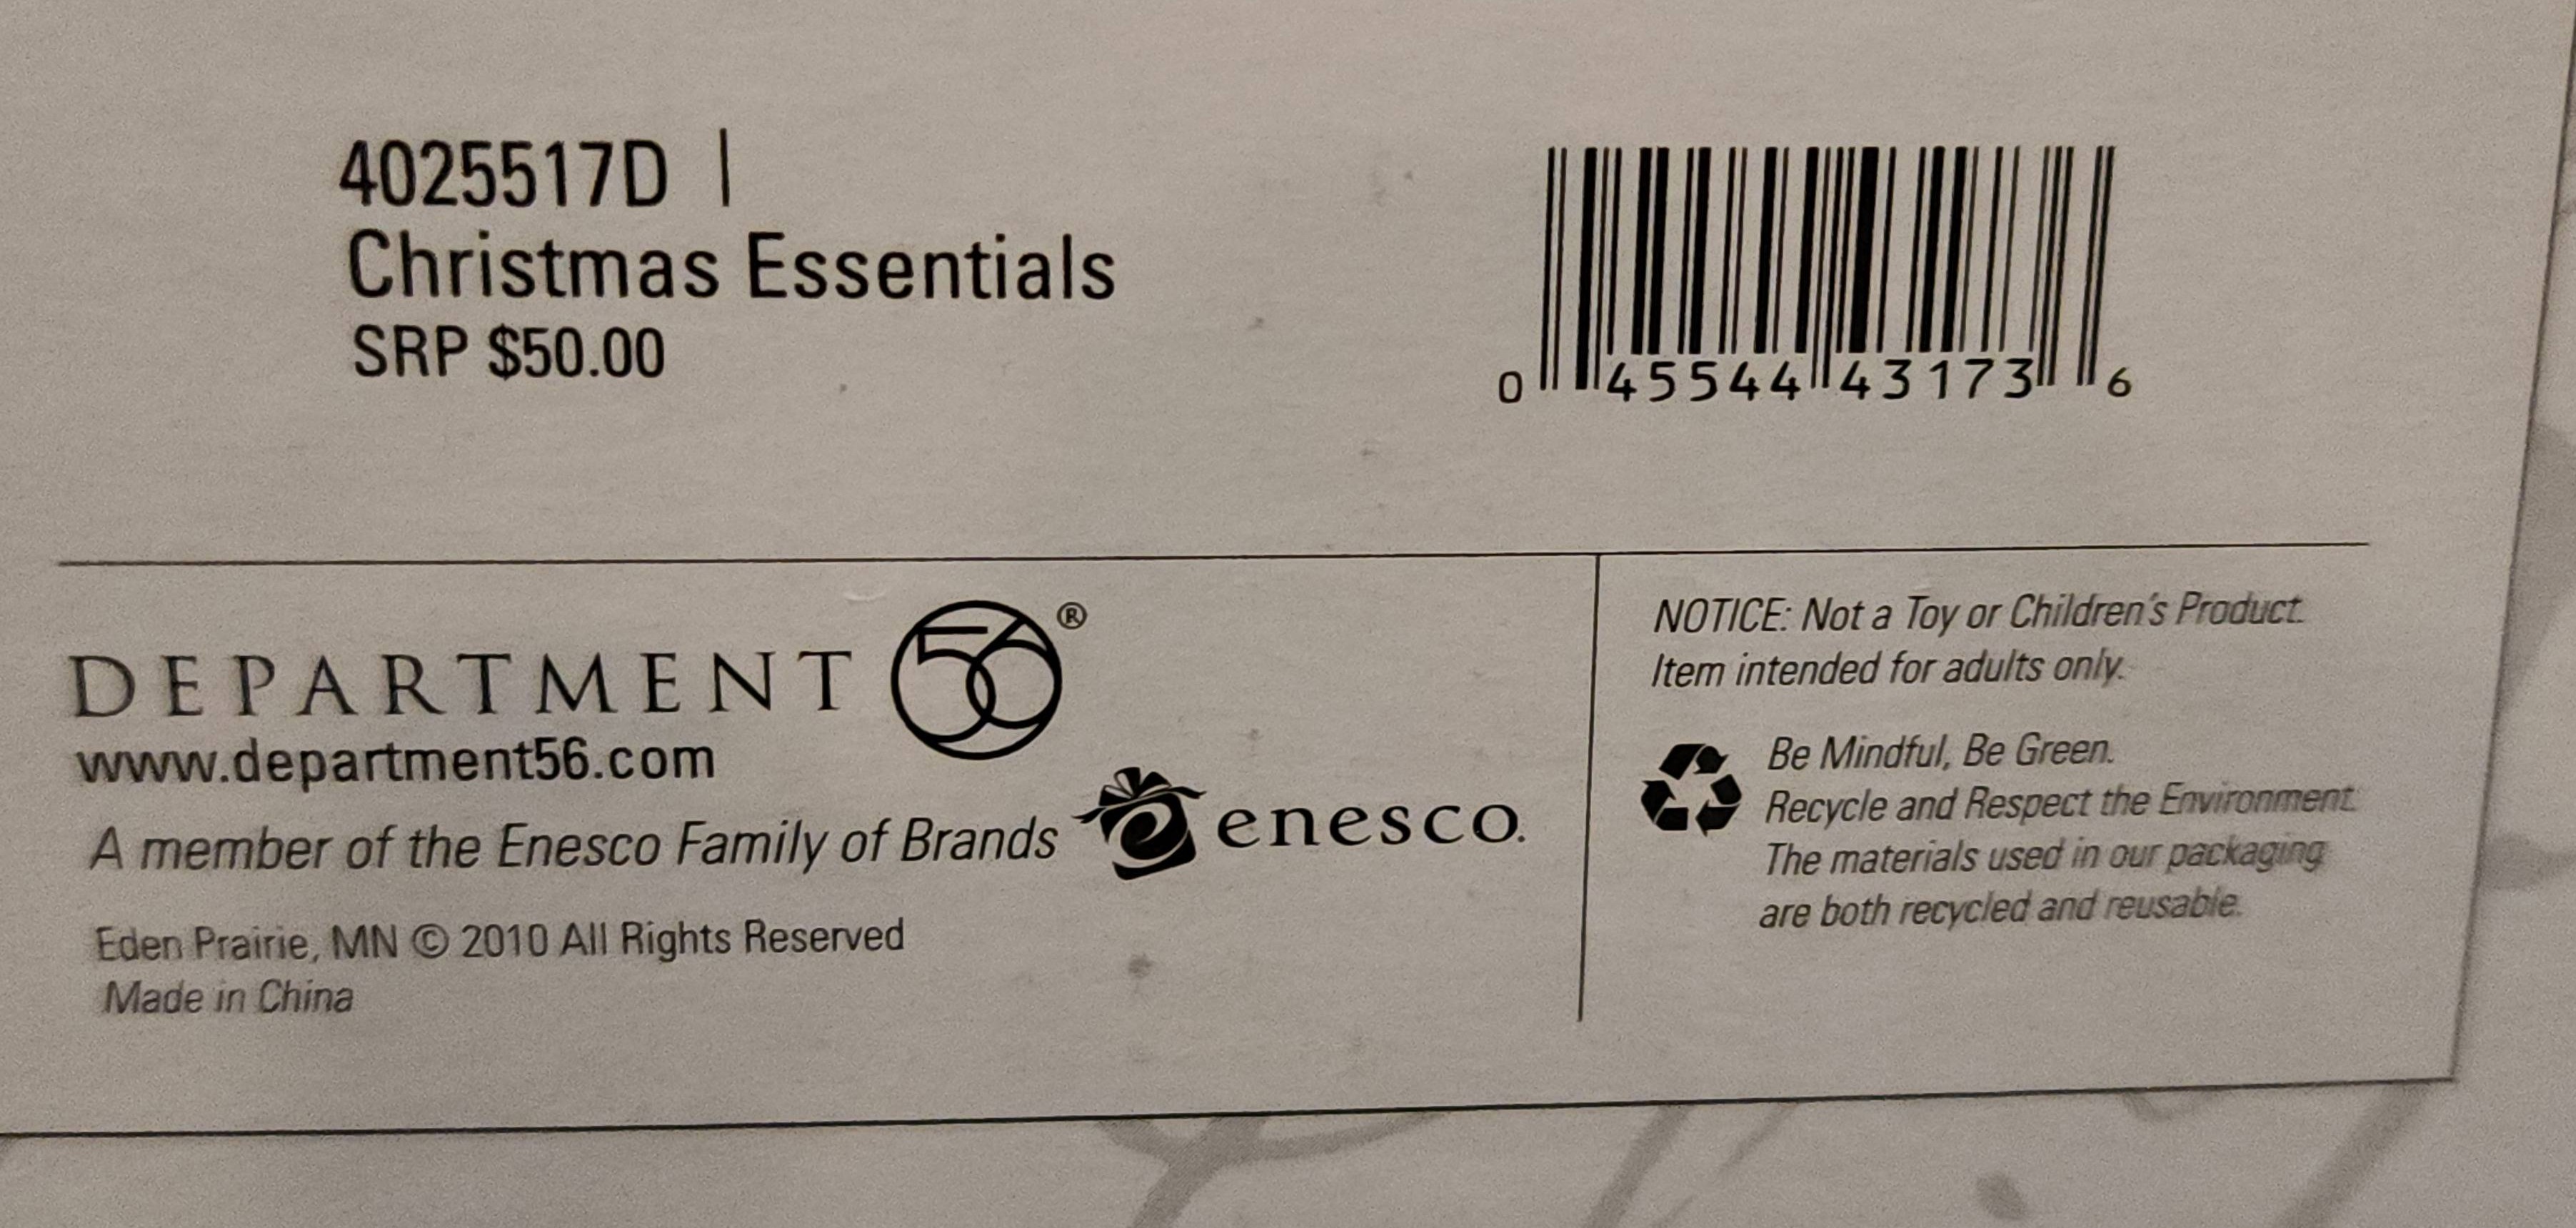 4025517D |
Christmas Essentials
SRP $50.00
0 45544 43173 6
DEPARTMENT 56®
www.department56.com
A member of the Enesco Family of Brands enesco.
Eden Prairie, MN © 2010 All Rights Reserved
Made in China
NOTICE: Not a Toy or Children's Product.
Item intended for adults only.
Be Mindful, Be Green.
Recycle and Respect the Environment.
The materials used in our packaging
are both recycled and reusable.